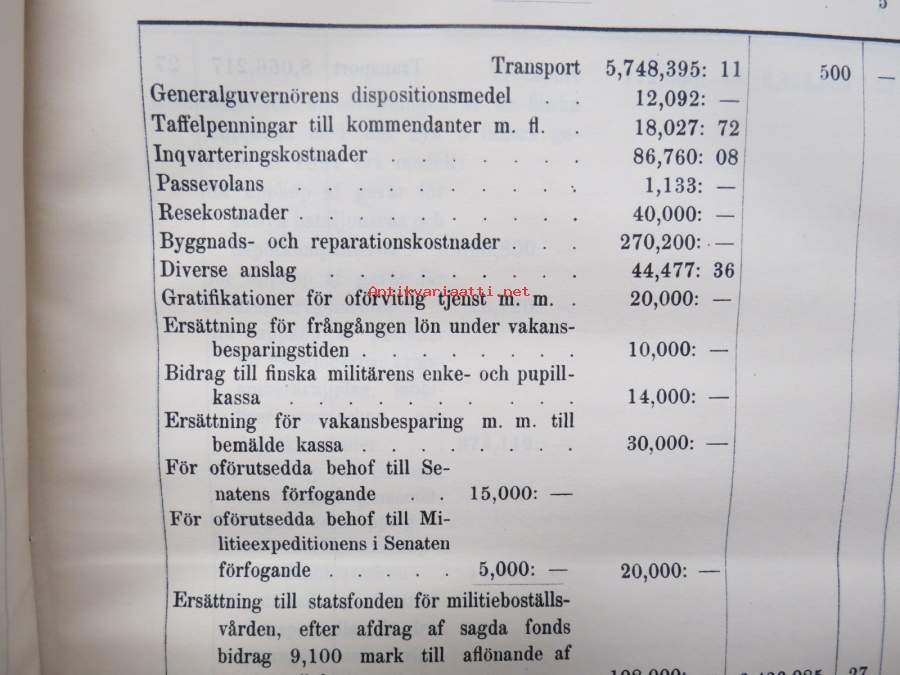 5
Transport 5,748,395: 11 500 —
Generalguvernörens dispositionsmedel . . 12,092: —
Taffelpenningar till kommendanter m. fl. . 18,027: 72
Inqvarteringskostnader . . . . . 86,760: 08
Passevolans . . . . . . . . 1,133: —
Resekostnader . . . . . . . 40,000: —
Byggnads- och reparationskostnader . . . 270,200: —
Diverse anslag . . . . . . . 44,477: 36
Antikvariaatti.net
Gratifikationer för oförvitlig tjenst m. m. . 20,000: —
Ersättning för frångången lön under vakans-
besparingstiden . . . . . . . 10,000: —
Bidrag till finska militärens enke- och pupill-
kassa . . . . . . . . . 14,000: —
Ersättning för vakansbesparing m. m. till
bemälde kassa . . . . . . . 30,000: —
För oförutsedda behof till Se-
natens förfogande . . 15,000: —
För oförutsedda behof till Mi-
litieexpeditionens i Senaten
förfogande . . . . . 5,000: — 20,000: —
Ersättning till statsfonden för militieboställs-
vården, efter afdrag af sagda fonds
bidrag 9,100 mark till aflönande af
27